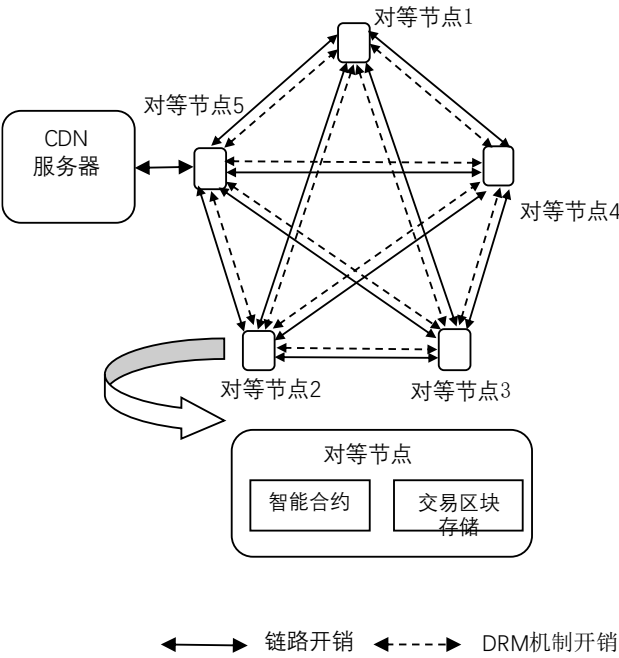 对等节点1
对等节点5
CDN
服务器
对等节点4
对等节点2
对等节点3
对等节点
智能合约
交易区块
存储
链路开销
DRM机制开销